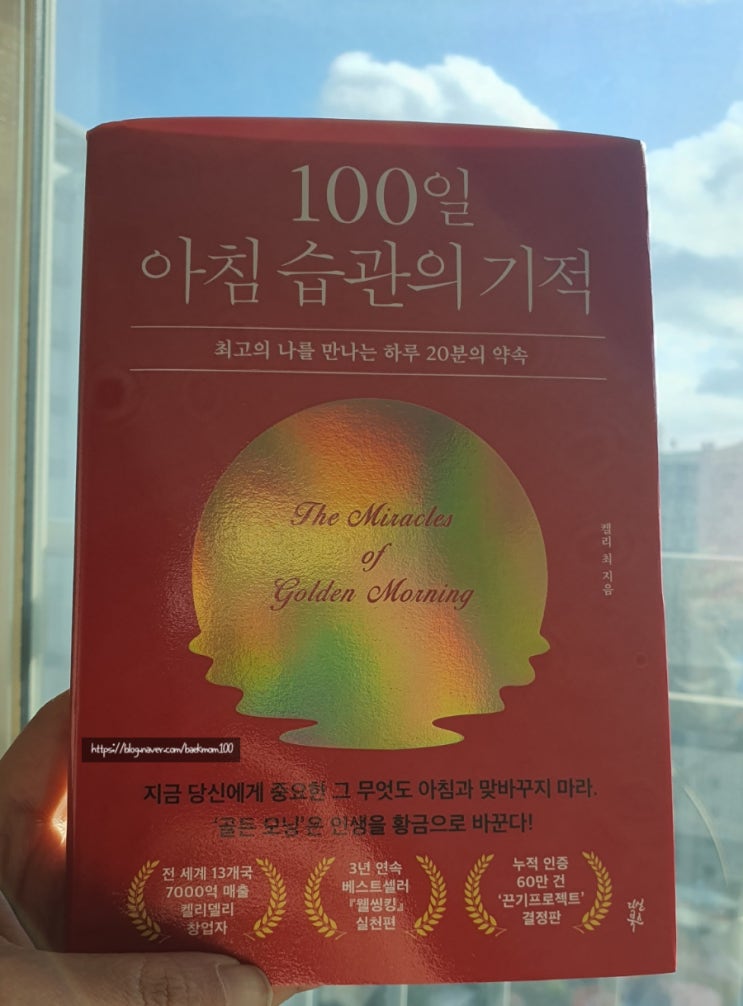 100일
아침 습관의 기적
최고의 나를 만나는 하루 20분의 약속
The Miracles
of
Golden Morning
켈리 최 지음
https://blog.naver.com/baekmom100
지금 당신에게 중요한 그 무엇도 아침과 맞바꾸지 마라.
‘골든 모닝’은 인생을 황금으로 바꾼다!
전 세계 13개국
7000억 매출
켈리델리
창업자
3년 연속
베스트셀러
『웰씽킹』
실천편
누적 인증
60만 건
‘끈기프로젝트’
결정판